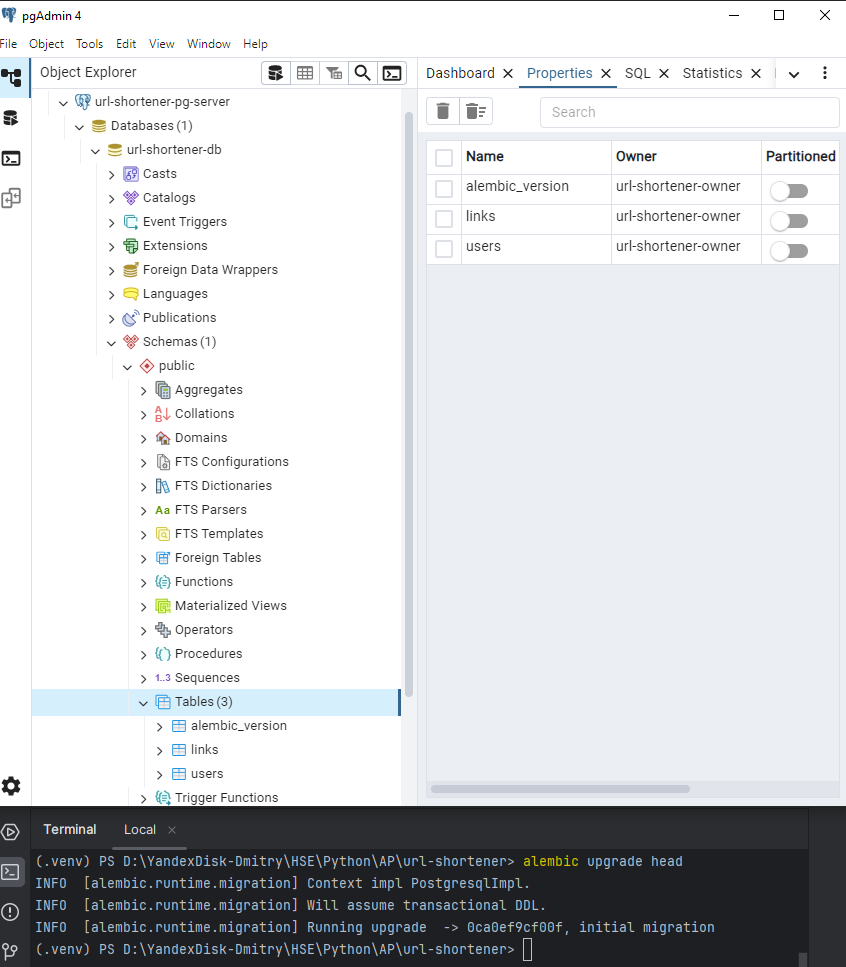 pgAdmin 4
File Object Tools Edit View Window Help
Object Explorer
url-shortener-pg-server
Databases (1)
url-shortener-db
Casts
Catalogs
Event Triggers
Extensions
Foreign Data Wrappers
Languages
Publications
Schemas (1)
public
Aggregates
Collations
Domains
FTS Configurations
FTS Dictionaries
Aa FTS Parsers
FTS Templates
Foreign Tables
Functions
Materialized Views
Operators
Procedures
1..3 Sequences
Tables (3)
alembic_version
links
users
Trigger Functions
Dashboard Properties SQL Statistics
Search
Name Owner Partitioned
alembic_version url-shortener-owner
links url-shortener-owner
users url-shortener-owner
Terminal Local
(.venv) PS D:\YandexDisk-Dmitry\HSE\Python\AP\url-shortener> alembic upgrade head
INFO  [alembic.runtime.migration] Context impl PostgresqlImpl.
INFO  [alembic.runtime.migration] Will assume transactional DDL.
INFO  [alembic.runtime.migration] Running upgrade  -> 0ca0ef9cf00f, initial migration
(.venv) PS D:\YandexDisk-Dmitry\HSE\Python\AP\url-shortener>